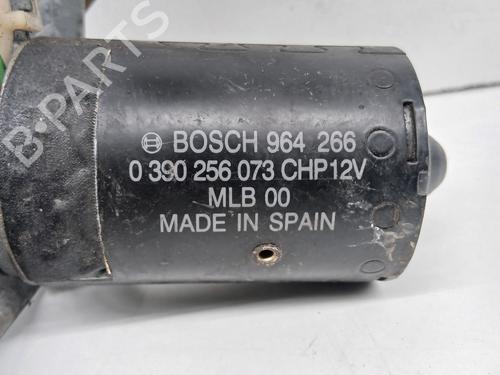 BOSCH 964 266
0 390 256 073 CHP12V
MLB 00
MADE IN SPAIN
B-PARTS